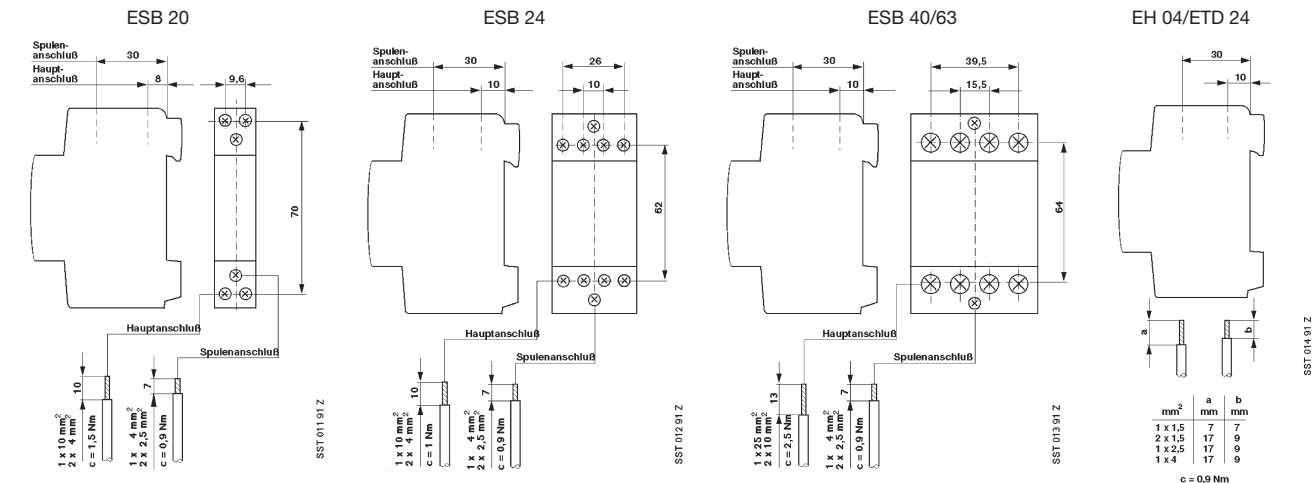 ESB 20
Spulen-
anschluß
30
Haupt-
anschluß
8
9,6
70
Hauptanschluß
Spulenanschluß
10
7
1 x 10 mm²
2 x 4 mm²
c = 1,5 Nm
1 x 4 mm²
2 x 2,5 mm²
c = 0,9 Nm
SST 011 91 Z
ESB 24
Spulen-
anschluß
30
Haupt-
anschluß
10
26
10
62
Hauptanschluß
Spulenanschluß
10
7
1 x 10 mm²
2 x 4 mm²
c = 1 Nm
1 x 4 mm²
2 x 2,5 mm²
c = 0,9 Nm
SST 012 91 Z
ESB 40/63
Spulen-
anschluß
30
Haupt-
anschluß
10
39,5
15,5
64
Hauptanschluß
Spulenanschluß
13
7
1 x 25 mm²
2 x 10 mm²
c = 2,5 Nm
1 x 4 mm²
2 x 2,5 mm²
c = 0,9 Nm
SST 013 91 Z
EH 04/ETD 24
30
10
a
b
a b
mm² mm mm
1 x 1,5 7 7
2 x 1,5 17 9
1 x 2,5 17 9
1 x 4 17 9
c = 0,9 Nm
SST 014 91 Z